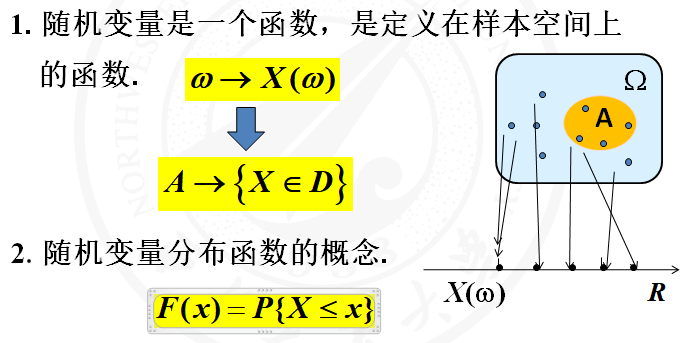 1. 随机变量是一个函数，是定义在样本空间上
的函数. ω → X(ω)
A → {X ∈ D}
2. 随机变量分布函数的概念.
F(x) = P{X ≤ x}
Ω
A
X(ω)
R